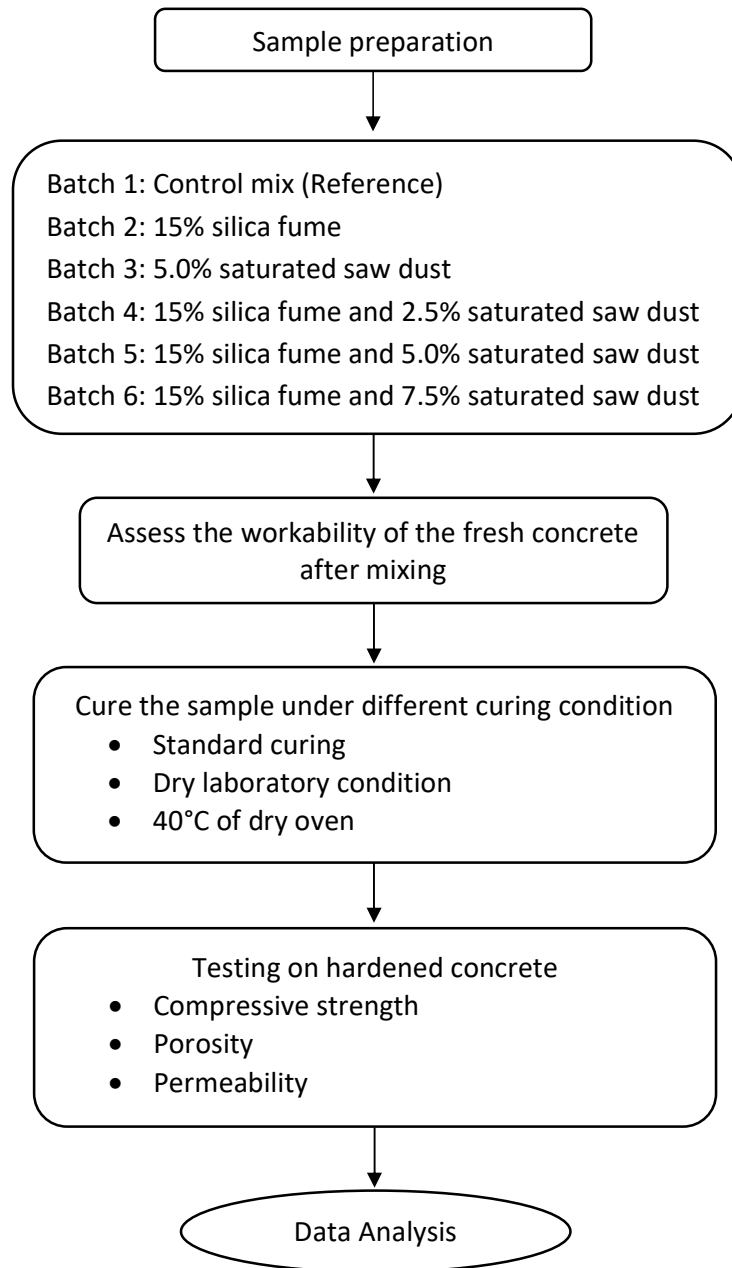 Sample preparation
Batch 1: Control mix (Reference)
Batch 2: 15% silica fume
Batch 3: 5.0% saturated saw dust
Batch 4: 15% silica fume and 2.5% saturated saw dust
Batch 5: 15% silica fume and 5.0% saturated saw dust
Batch 6: 15% silica fume and 7.5% saturated saw dust
Assess the workability of the fresh concrete
after mixing
Cure the sample under different curing condition
• Standard curing
• Dry laboratory condition
• 40°C of dry oven
Testing on hardened concrete
• Compressive strength
• Porosity
• Permeability
Data Analysis